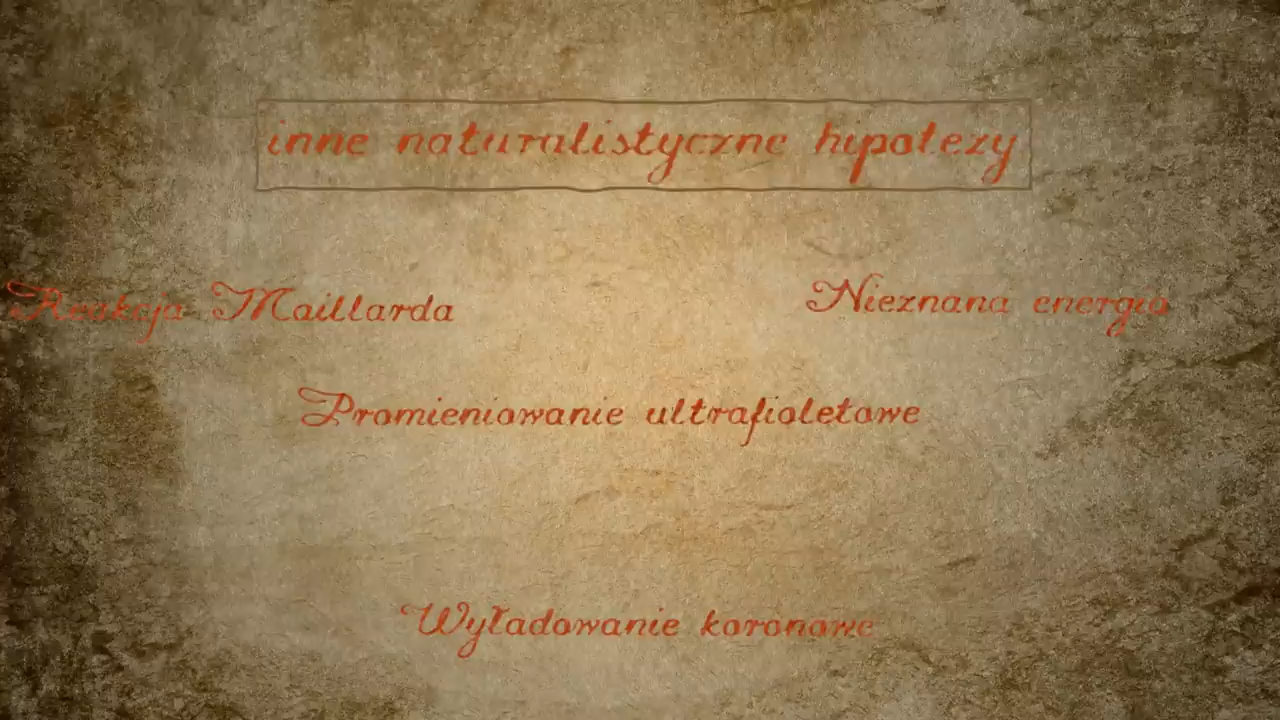 inne naturalistyczne hipotezy
Reakcja Maillarda
Nieznana energia
Promieniowanie ultrafioletowe
Wyładowanie koronowe